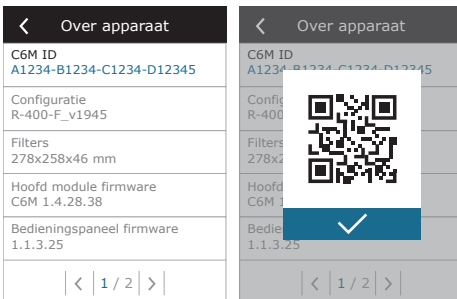 Over apparaat
C6M ID
A1234-B1234-C1234-D12345
Configuratie
R-400-F_v1945
Filters
278x258x46 mm
Hoofd module firmware
C6M 1.4.28.38
Bedieningspaneel firmware
1.1.3.25
1 / 2
Over apparaat
C6M ID
A1234-B1234-C1234-D12345
Config
R-400
Filters
278x2
Hoofd
C6M 1
Bedie
1.1.3.25
1 / 2